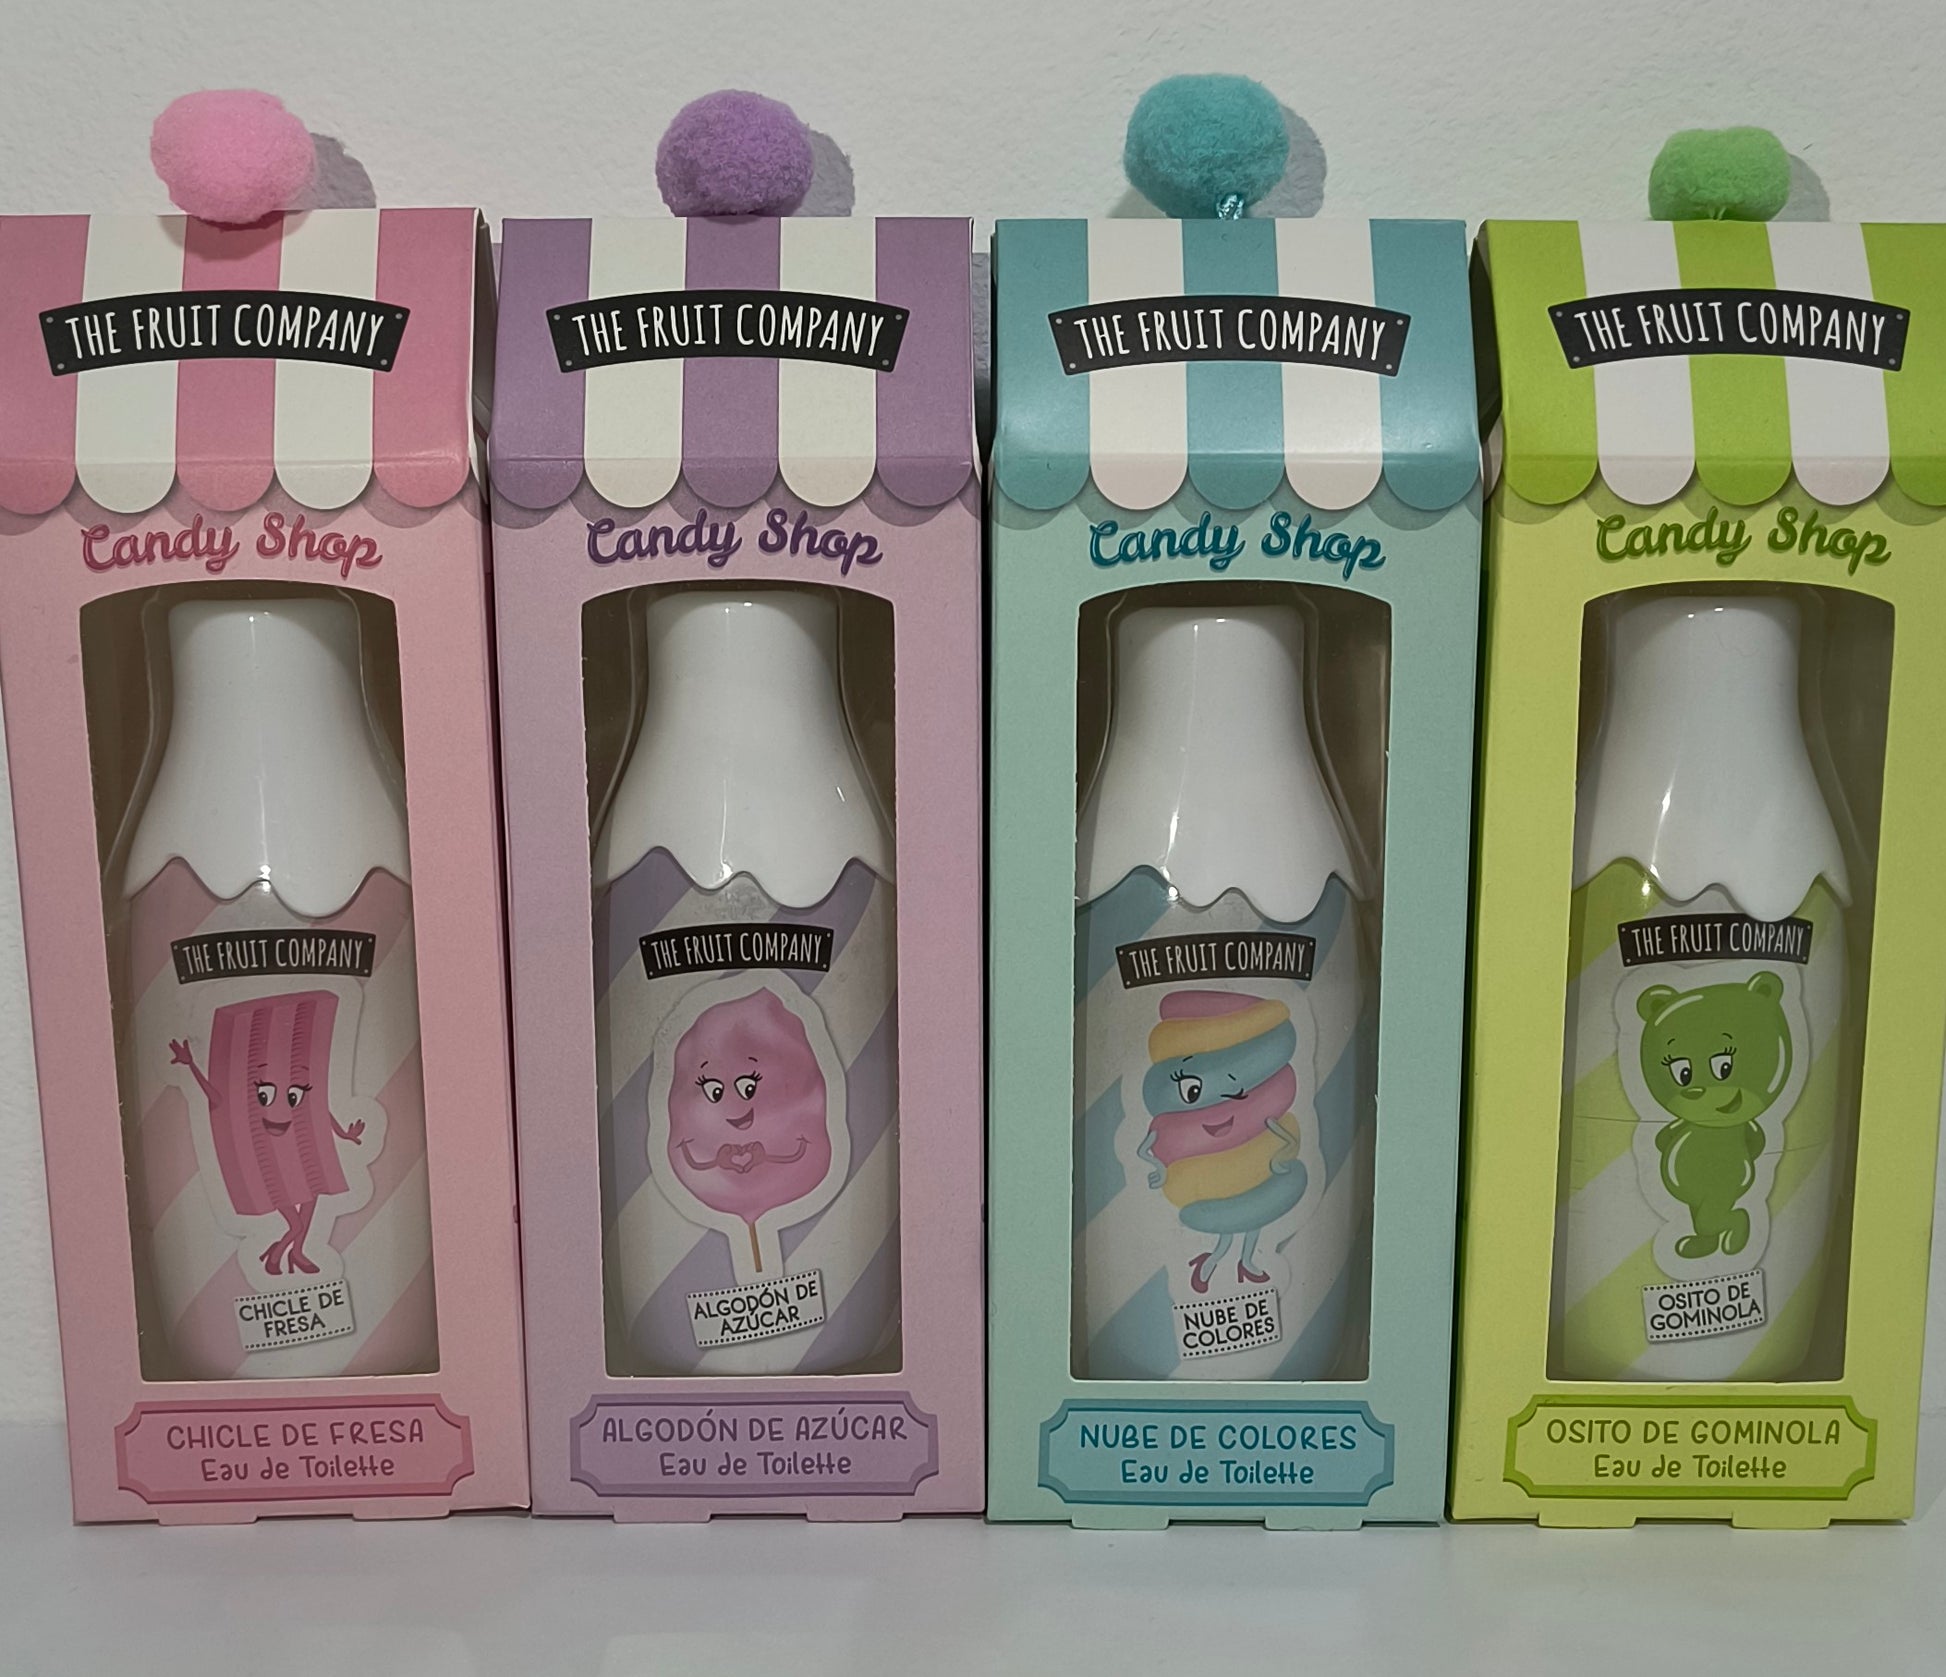 THE FRUIT COMPANY
Candy Shop
THE FRUIT COMPANY
CHICLE DE
FRESA
CHICLE DE FRESA
Eau de Toilette
THE FRUIT COMPANY
Candy Shop
THE FRUIT COMPANY
ALGODÓN DE
AZÚCAR
ALGODÓN DE AZÚCAR
Eau de Toilette
THE FRUIT COMPANY
Candy Shop
THE FRUIT COMPANY
NUBE DE
COLORES
NUBE DE COLORES
Eau de Toilette
THE FRUIT COMPANY
Candy Shop
THE FRUIT COMPANY
OSITO DE
GOMINOLA
OSITO DE GOMINOLA
Eau de Toilette